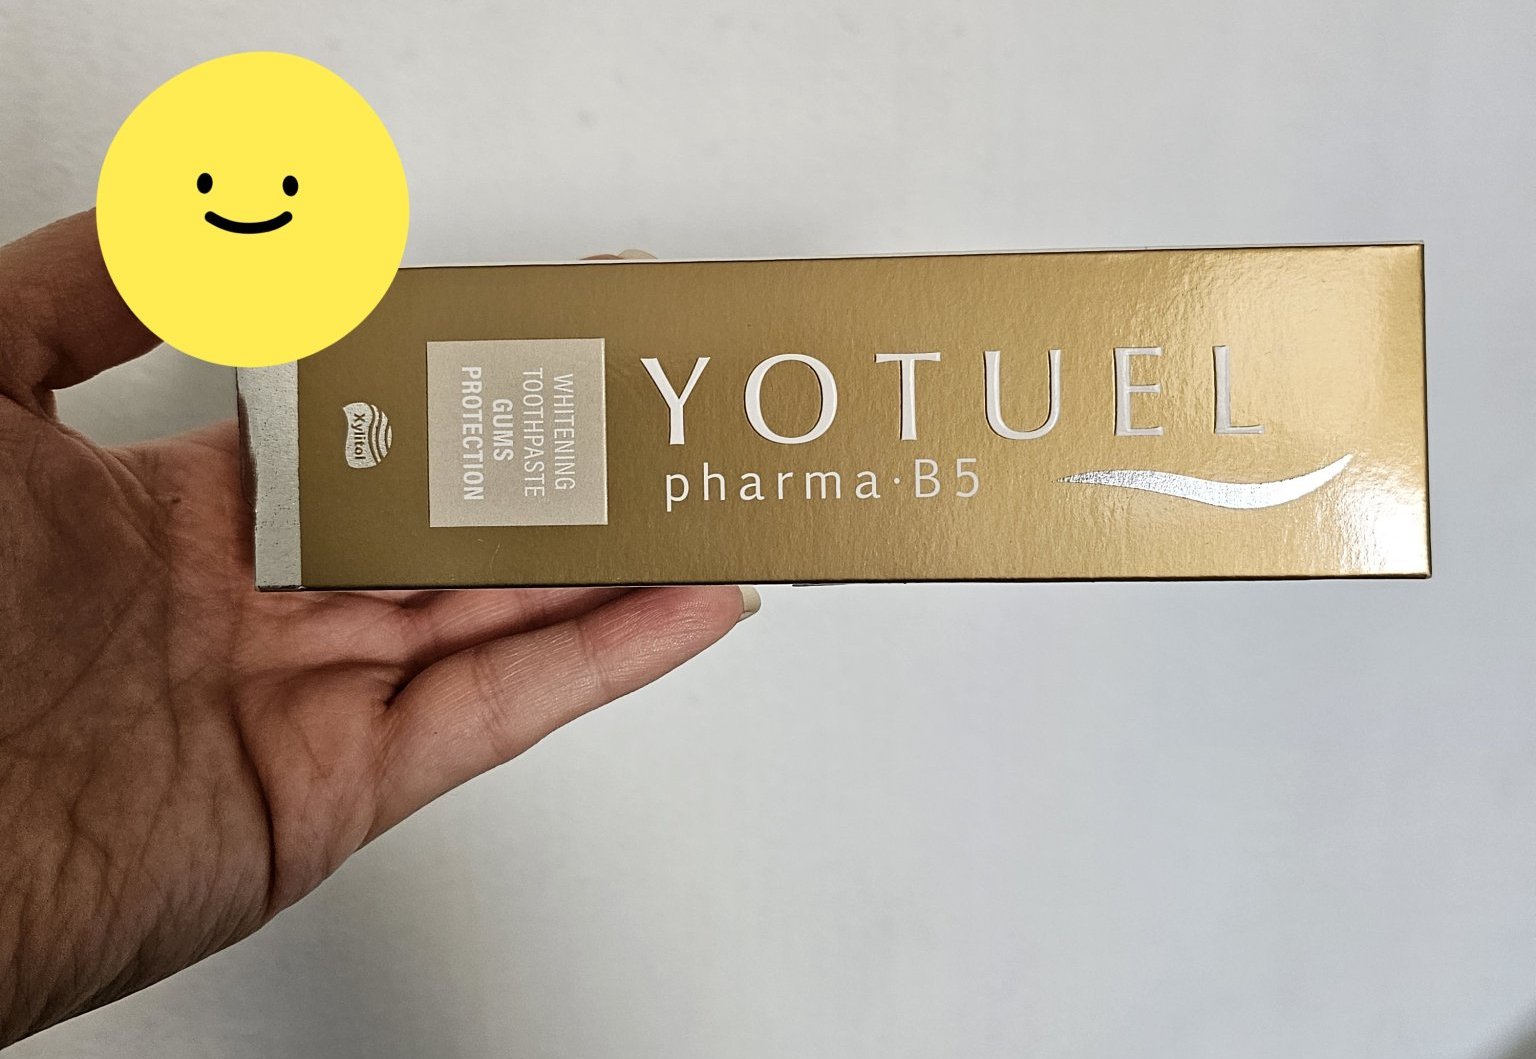 YOTUEL
pharma·B5
WHITENING
TOOTHPASTE
GUMS
PROTECTION
Xylitol